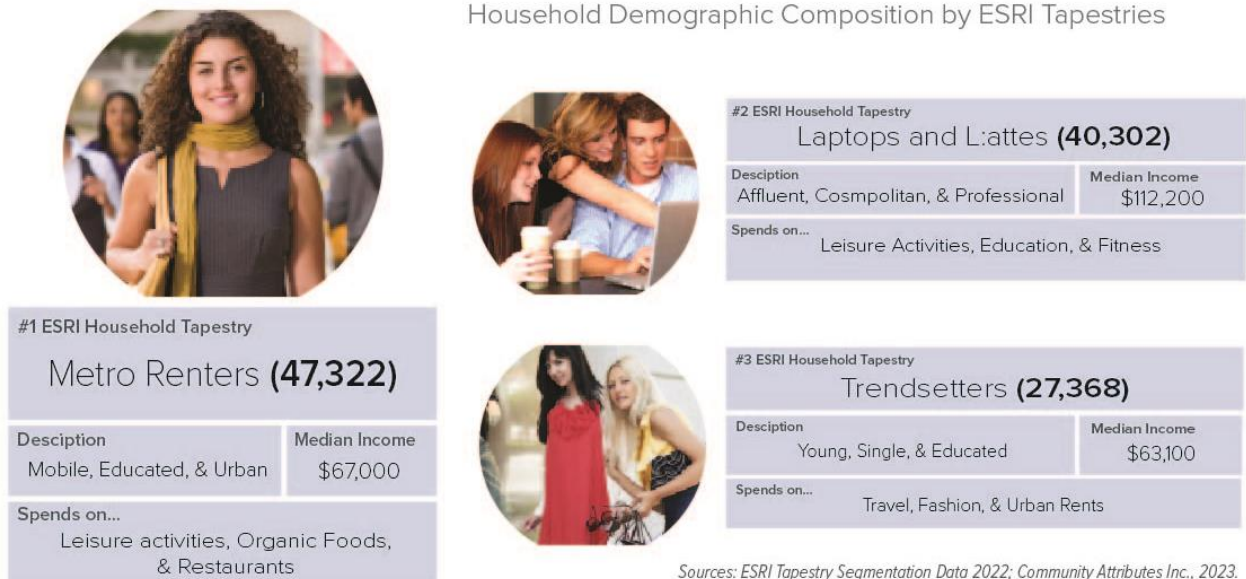 Household Demographic Composition by ESRI Tapestries
#1 ESRI Household Tapestry
Metro Renters (47,322)
Desciption
Mobile, Educated, & Urban
Median Income
$67,000
Spends on...
Leisure activities, Organic Foods,
& Restaurants
#2 ESRI Household Tapestry
Laptops and L:attes (40,302)
Desciption
Affluent, Cosmpolitan, & Professional
Median Income
$112,200
Spends on...
Leisure Activities, Education, & Fitness
#3 ESRI Household Tapestry
Trendsetters (27,368)
Desciption
Young, Single, & Educated
Median Income
$63,100
Spends on...
Travel, Fashion, & Urban Rents
Sources: ESRI Tapestry Segmentation Data 2022; Community Attributes Inc., 2023.